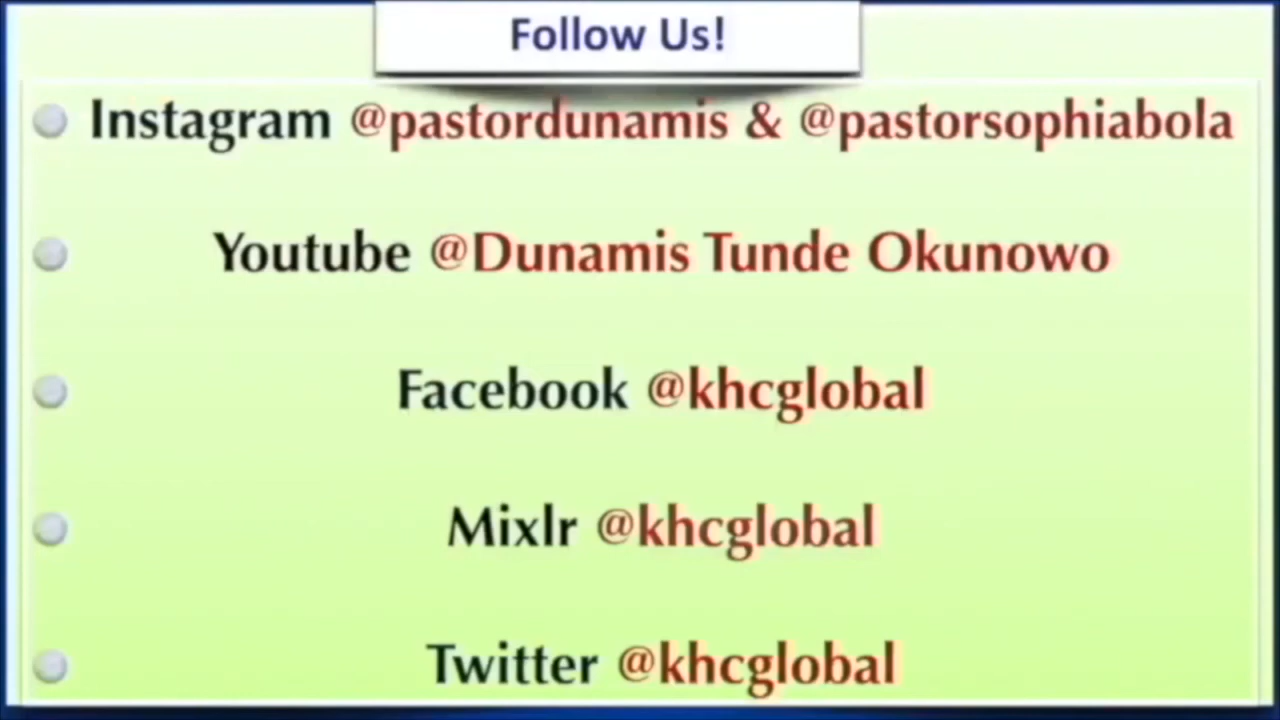 Follow Us!
Instagram @pastordunamis & @pastorsophiabola
Youtube @Dunamis Tunde Okunowo
Facebook @khcglobal
Mixlr @khcglobal
Twitter @khcglobal